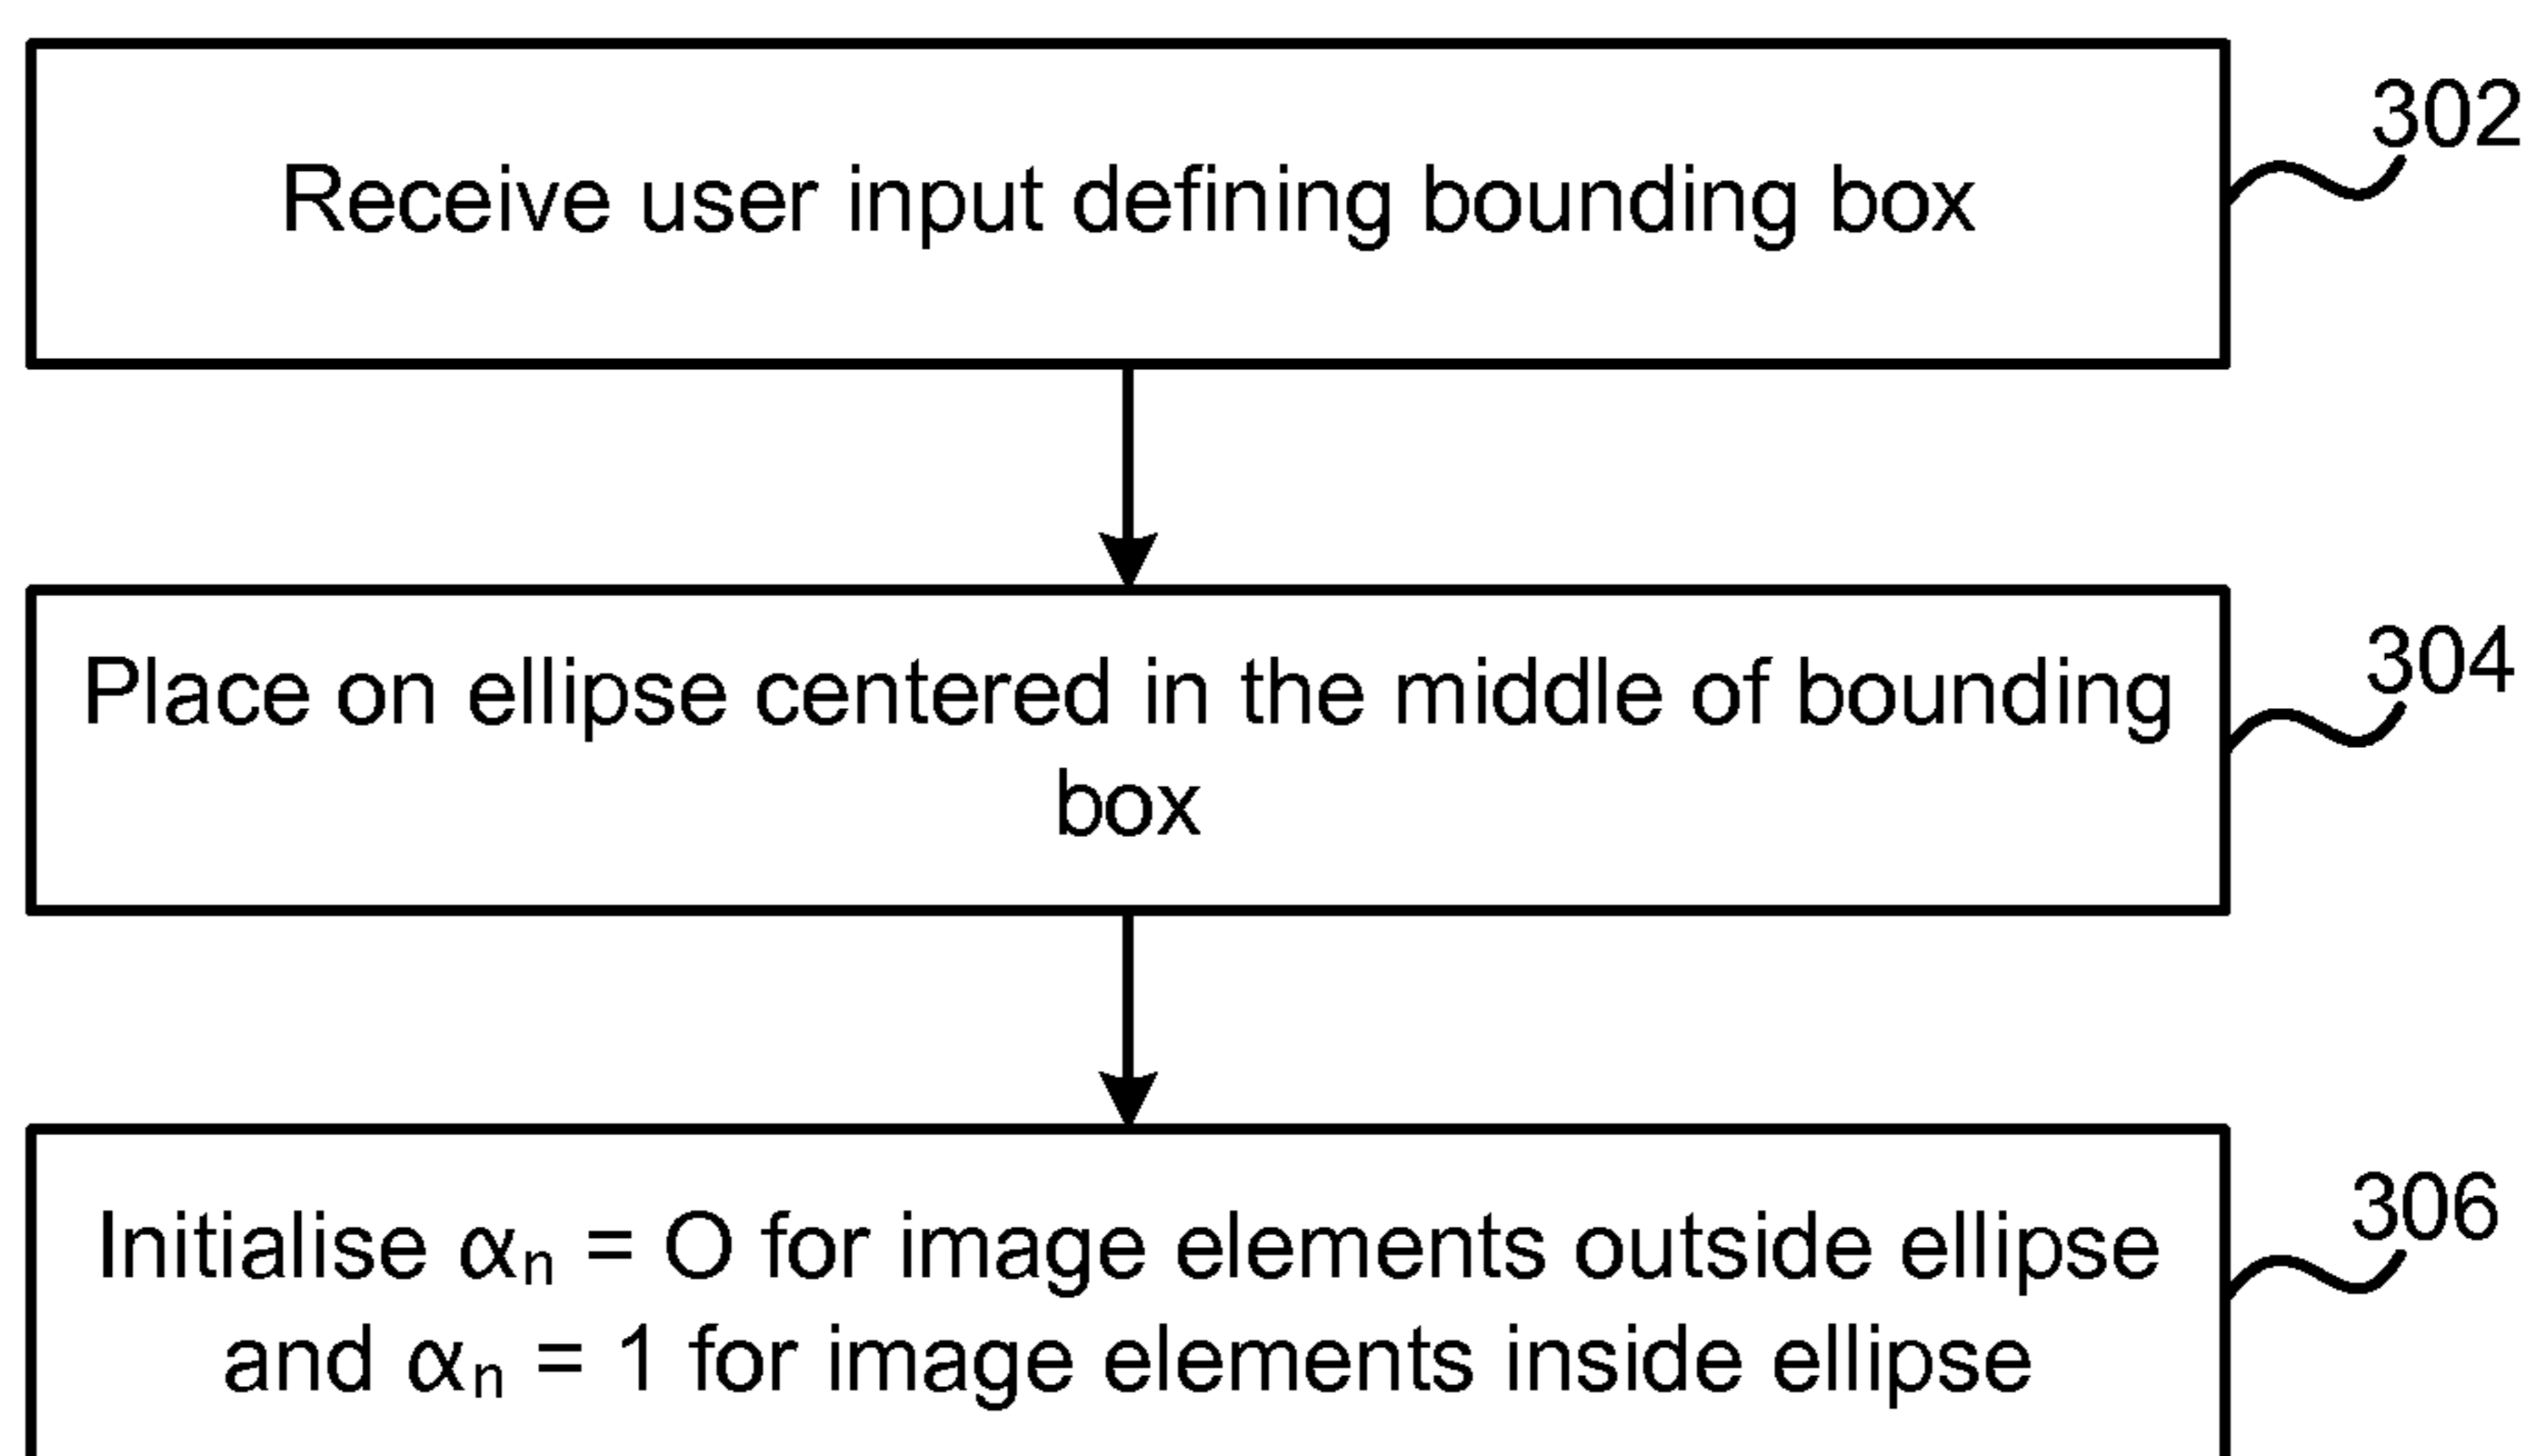 Receive user input defining bounding box
302
Place on ellipse centered in the middle of bounding
box
304
Initialise αn = O for image elements outside ellipse
and αn = 1 for image elements inside ellipse
306